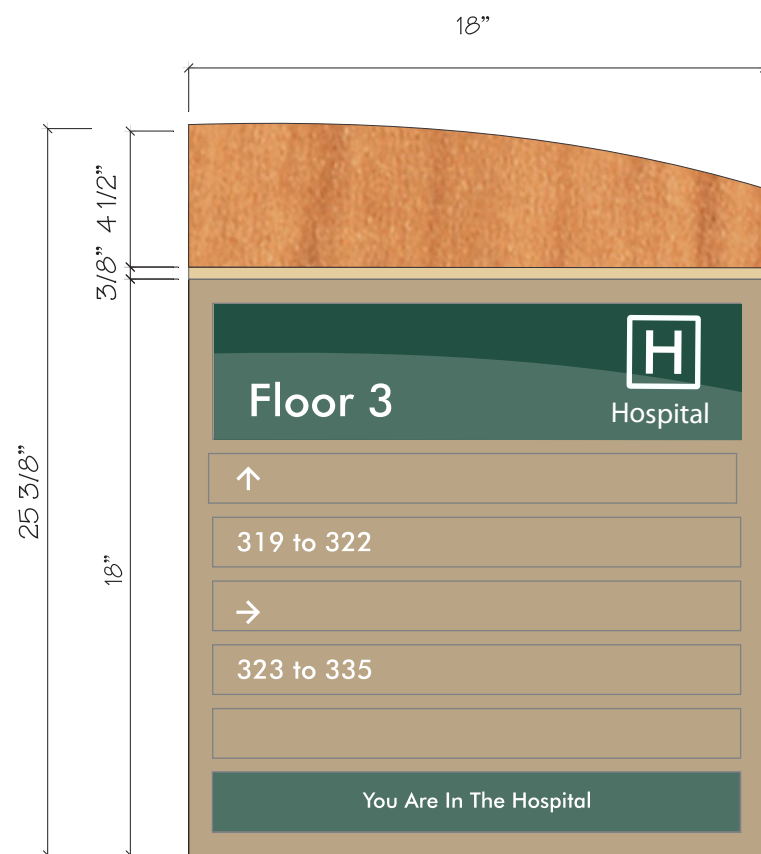 18"
4 1/2"
3/8"
25 3/8"
18"
H
Floor 3
Hospital
↑
319 to 322
→
323 to 335
You Are In The Hospital